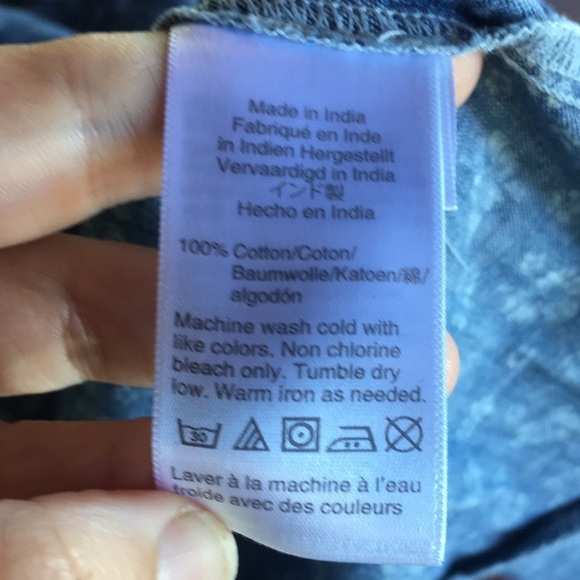 Made in India
Fabriqué en Inde
in Indien Hergestellt
Vervaardigd in India
インド製
Hecho en India
100% Cotton/Coton/
Baumwolle/Katoen/綿/
algodón
Machine wash cold with
like colors. Non chlorine
bleach only. Tumble dry
low. Warm iron as needed.
30
Laver à la machine à l'eau
froide avec des couleurs